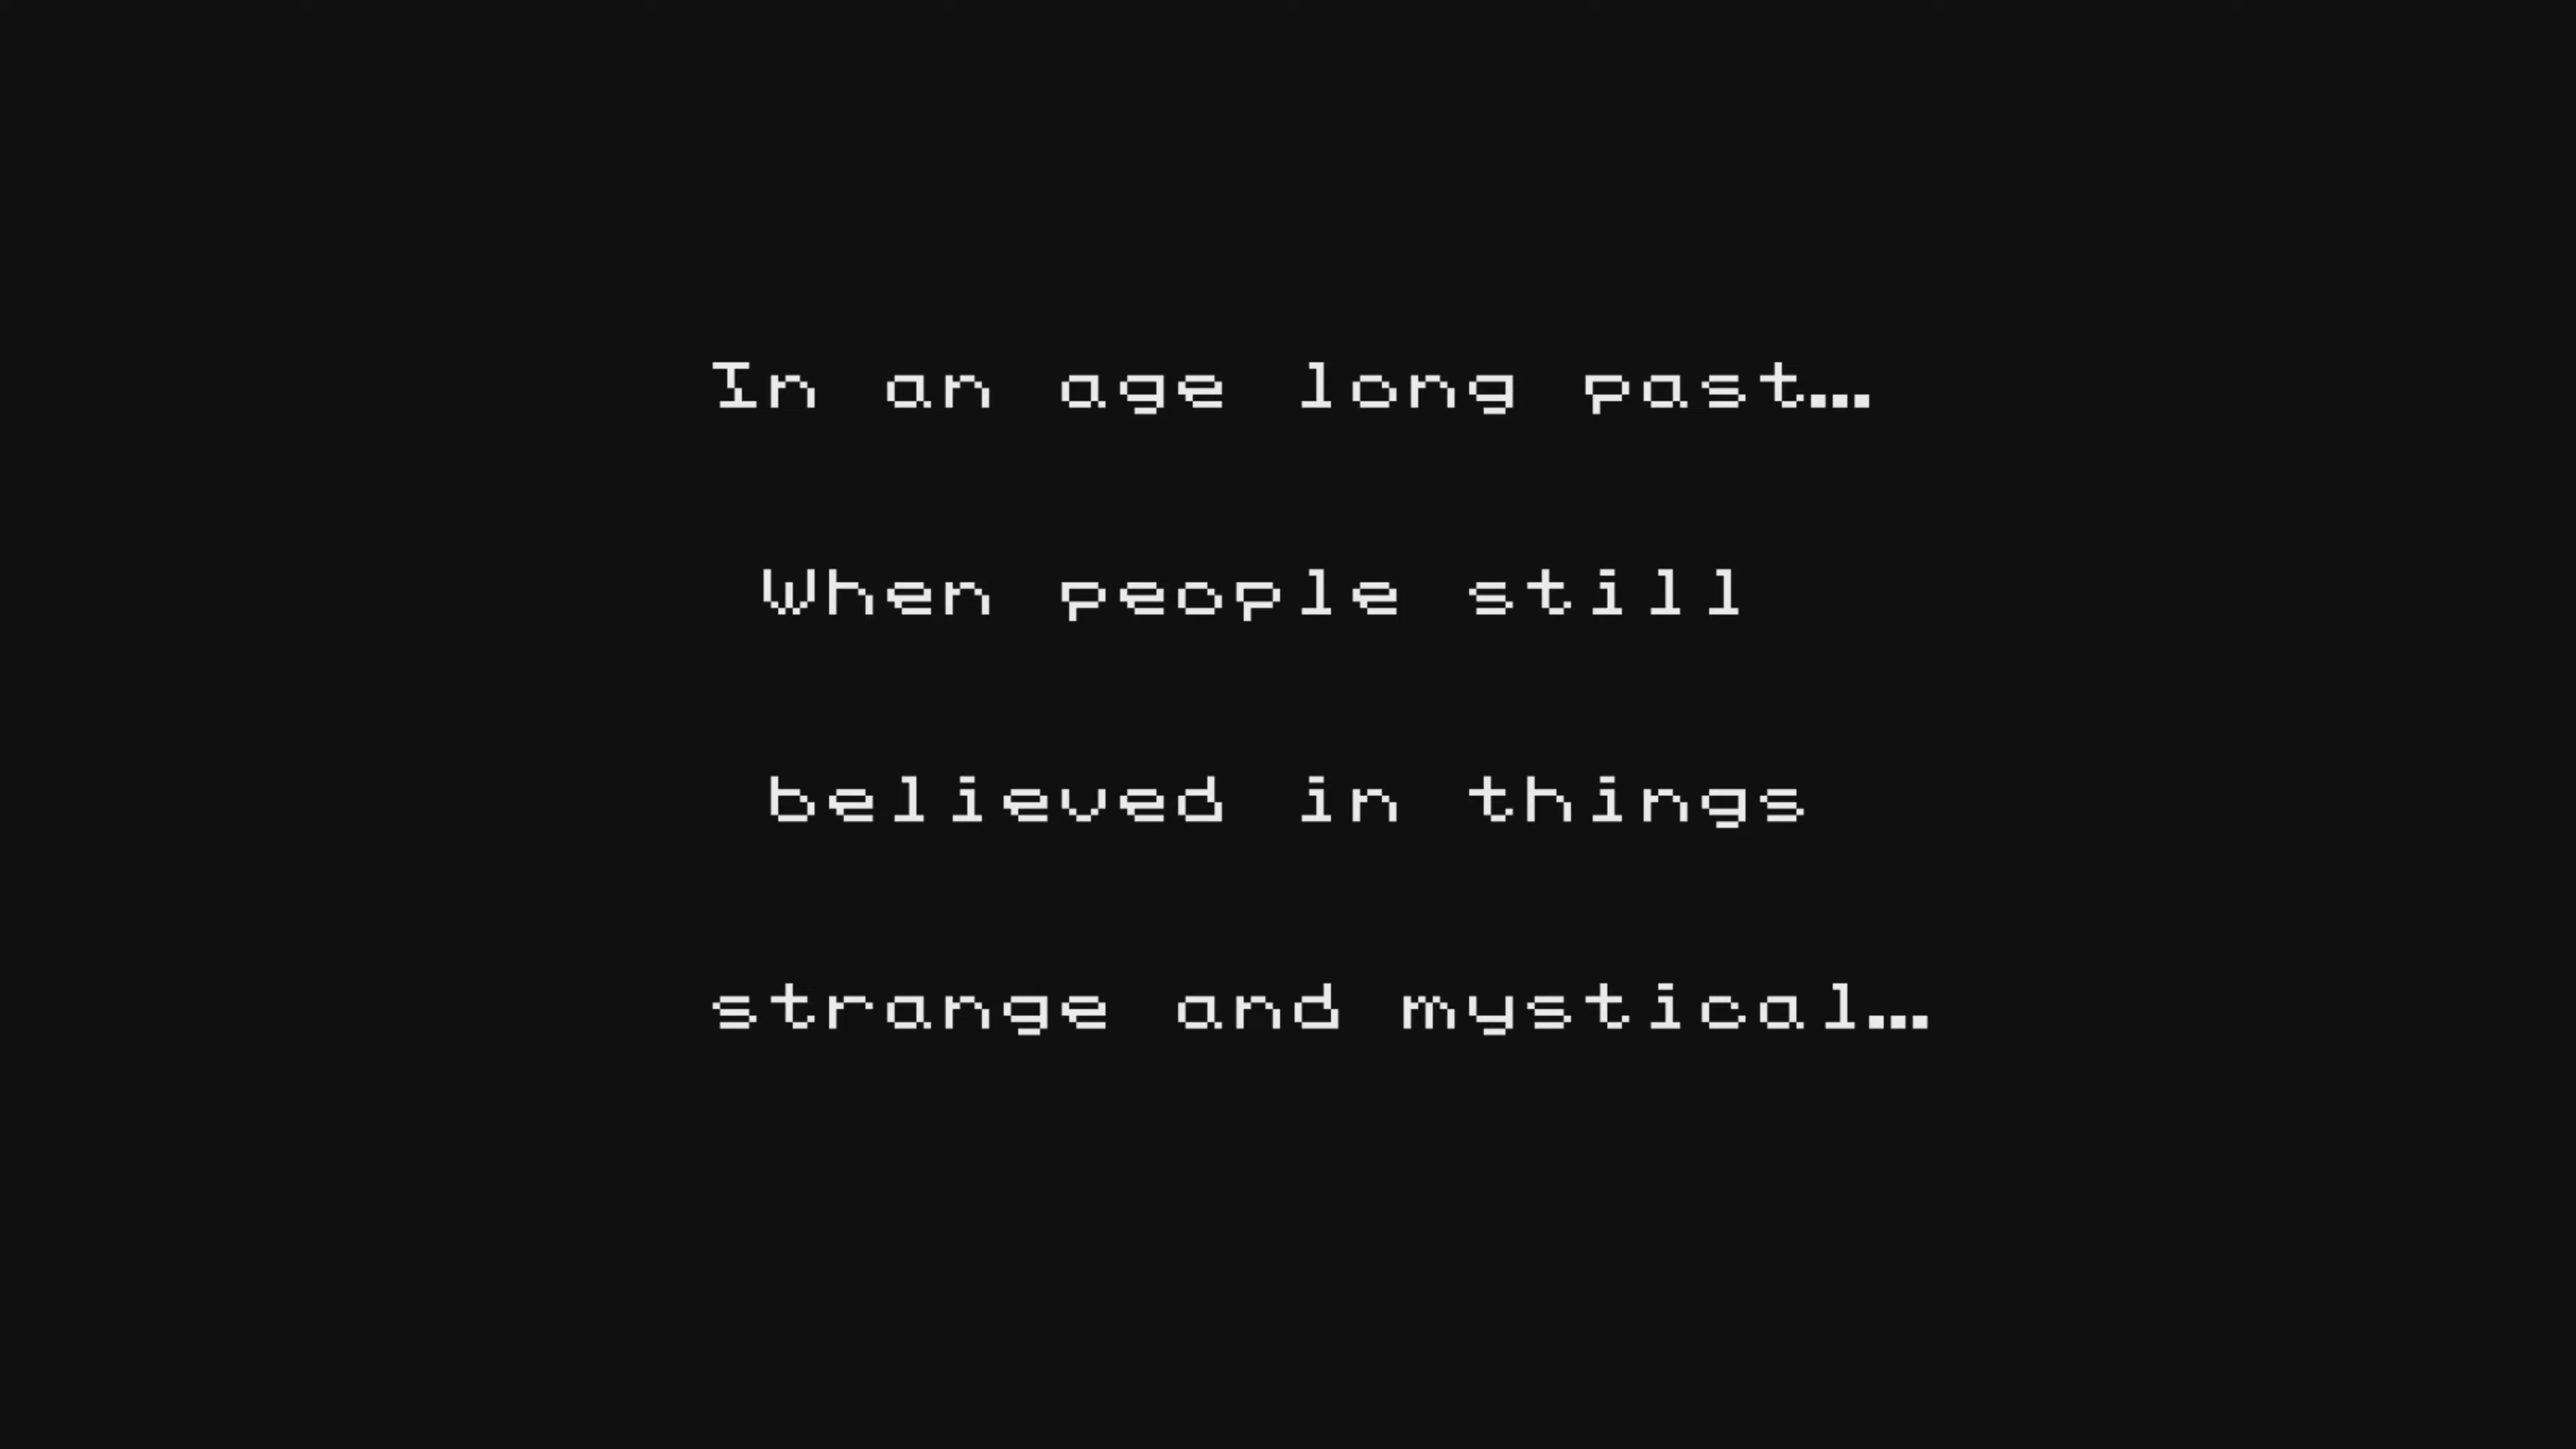 In an age long past…
When people still
believed in things
strange and mystical…